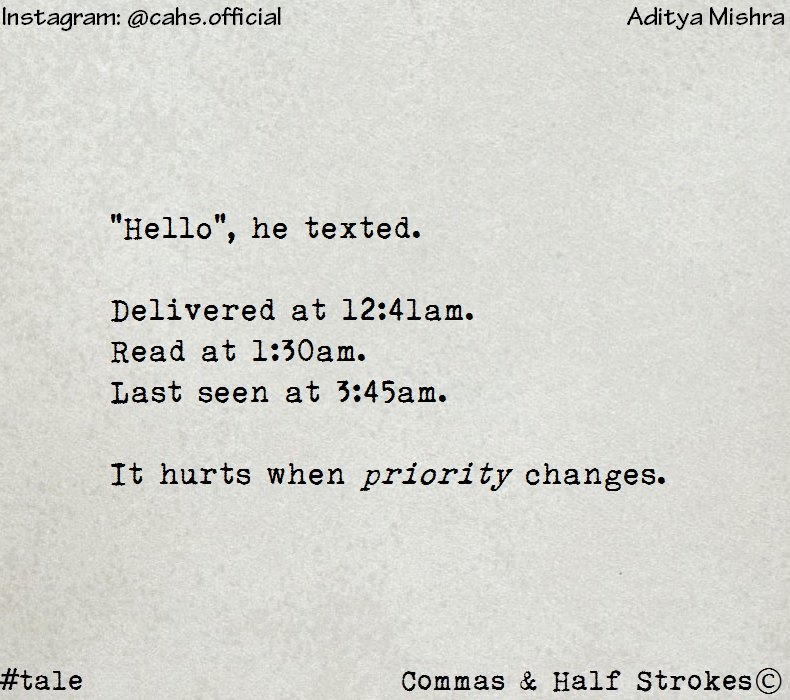 Instagram: @cahs.official
Aditya Mishra
"Hello", he texted.
Delivered at 12:41am.
Read at 1:30am.
Last seen at 3:45am.
It hurts when priority changes.
#tale
Commas & Half Strokes©